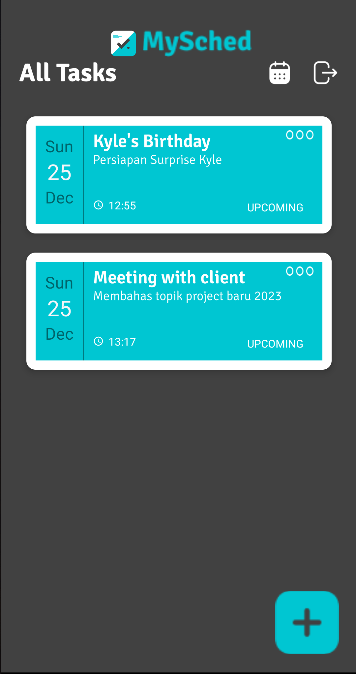 MySched
All Tasks
Sun
25
Dec
Kyle's Birthday
Persiapan Surprise Kyle
12:55
UPCOMING
Sun
25
Dec
Meeting with client
Membahas topik project baru 2023
13:17
UPCOMING